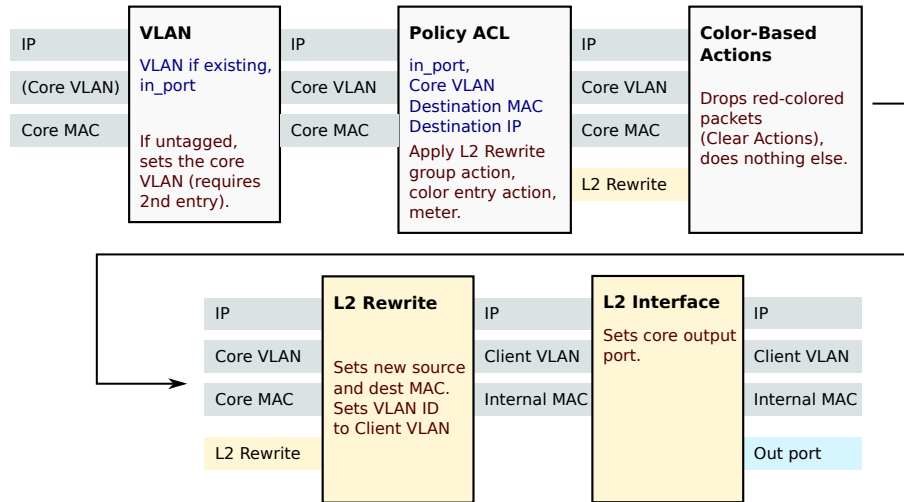 VLAN
Policy ACL
Color-Based
Actions
IP
(Core VLAN)
Core MAC
VLAN if existing,
in_port
If untagged,
sets the core
VLAN (requires
2nd entry).
IP
Core VLAN
Core MAC
in_port,
Core VLAN
Destination MAC
Destination IP
Apply L2 Rewrite
group action,
color entry action,
meter.
IP
Core VLAN
Core MAC
L2 Rewrite
Drops red-colored
packets
(Clear Actions),
does nothing else.
IP
Core VLAN
Core MAC
L2 Rewrite
L2 Rewrite
Sets new source
and dest MAC.
Sets VLAN ID
to Client VLAN
IP
Client VLAN
Internal MAC
L2 Interface
Sets core output
port.
IP
Client VLAN
Internal MAC
Out port